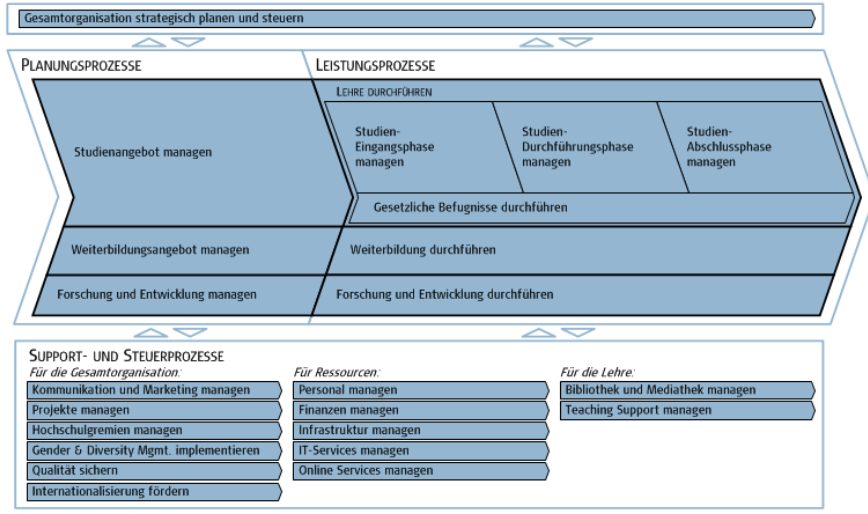 Gesamtorganisation strategisch planen und steuern
PLANUNGSPROZESSE
LEISTUNGSPROZESSE
LEHRE DURCHFÜHREN
Studienangebot managen
Studien-
Eingangsphase
managen
Studien-
Durchführungsphase
managen
Studien-
Abschlussphase
managen
Gesetzliche Befugnisse durchführen
Weiterbildungsangebot managen
Weiterbildung durchführen
Forschung und Entwicklung managen
Forschung und Entwicklung durchführen
SUPPORT- UND STEUERPROZESSE
Für die Gesamtorganisation:
Kommunikation und Marketing managen
Projekte managen
Hochschulgremien managen
Gender & Diversity Mgmt. implementieren
Qualität sichern
Internationalisierung fördern
Für Ressourcen:
Personal managen
Finanzen managen
Infrastruktur managen
IT-Services managen
Online Services managen
Für die Lehre:
Bibliothek und Mediathek managen
Teaching Support managen